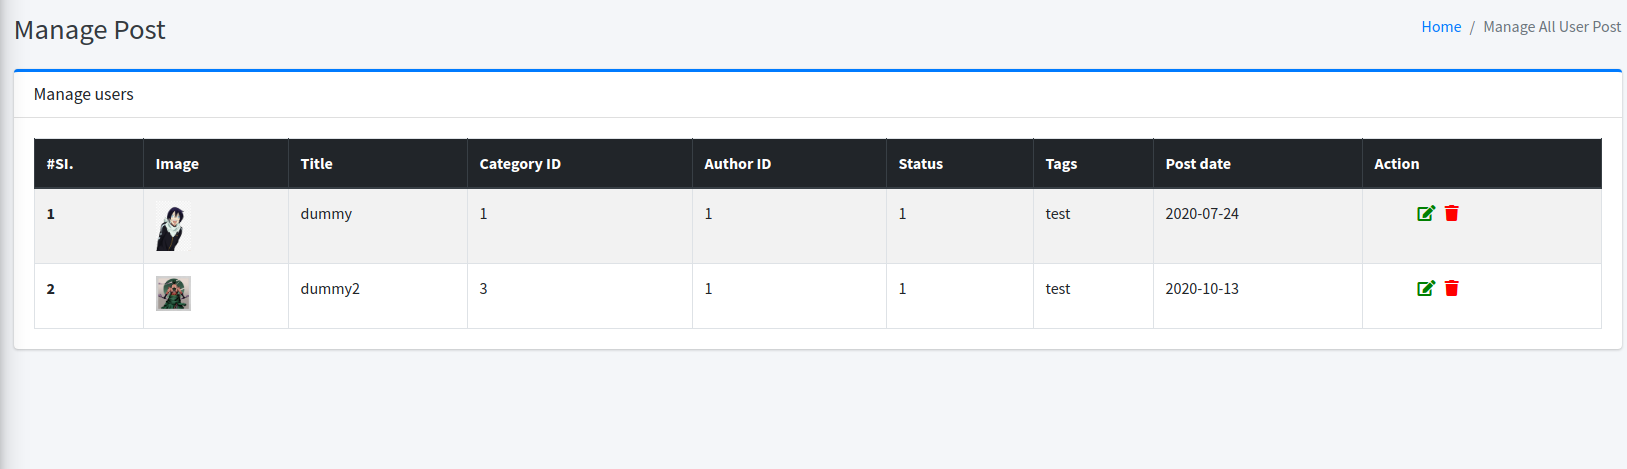 Manage Post
Home / Manage All User Post
Manage users
#SI. Image Title Category ID Author ID Status Tags Post date Action
1 dummy 1 1 1 test 2020-07-24
2 dummy2 3 1 1 test 2020-10-13